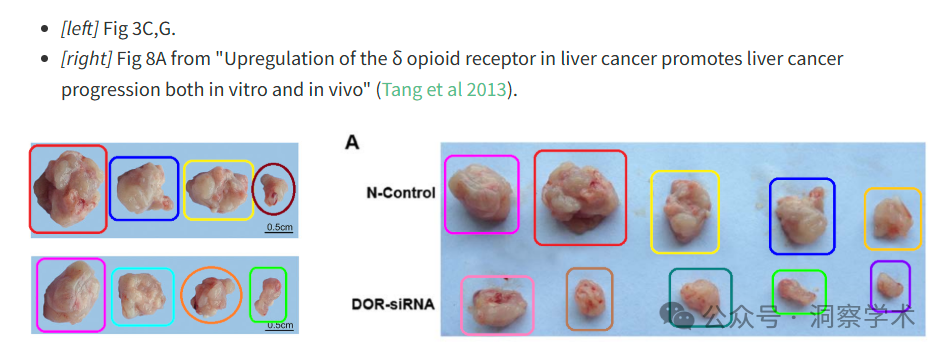 [left] Fig 3C,G.
[right] Fig 8A from "Upregulation of the δ opioid receptor in liver cancer promotes liver cancer
progression both in vitro and in vivo" (Tang et al 2013).
A
N-Control
0.5cm
DOR-siRNA
0.5cm
公众号 · 洞察学术